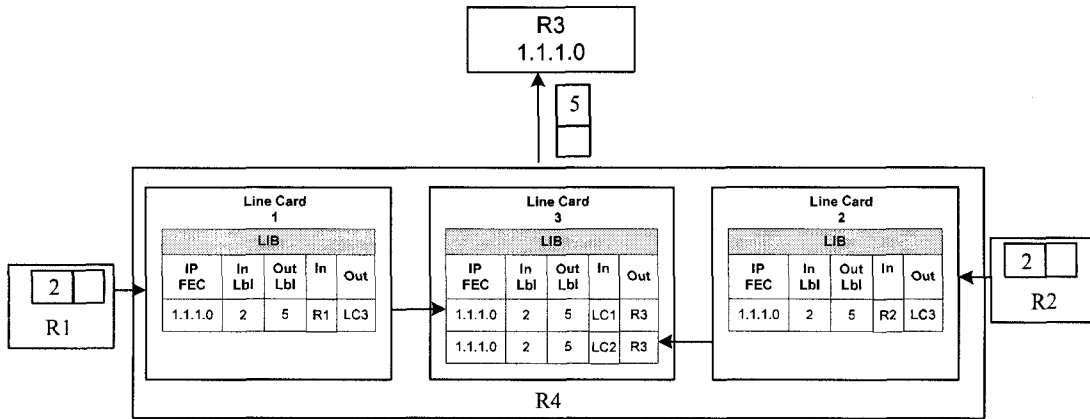 R3
1.1.1.0
5
Line Card
1
LIB
IP FEC In Lbl Out Lbl In Out
1.1.1.0 2 5 R1 LC3
Line Card
3
LIB
IP FEC In Lbl Out Lbl In Out
1.1.1.0 2 5 LC1 R3
1.1.1.0 2 5 LC2 R3
Line Card
2
LIB
IP FEC In Lbl Out Lbl In Out
1.1.1.0 2 5 R2 LC3
2
R1
2
R2
R4